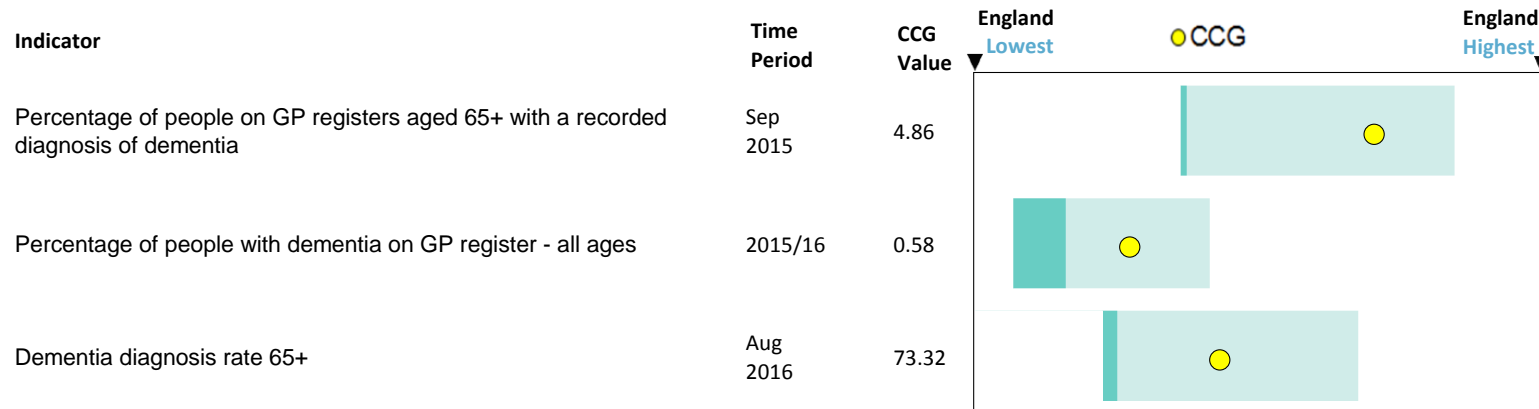 Indicator
Time Period
CCG Value
England Lowest
CCG
England Highest
Percentage of people on GP registers aged 65+ with a recorded
diagnosis of dementia
Sep
2015
4.86
Percentage of people with dementia on GP register - all ages
2015/16
0.58
Dementia diagnosis rate 65+
Aug
2016
73.32